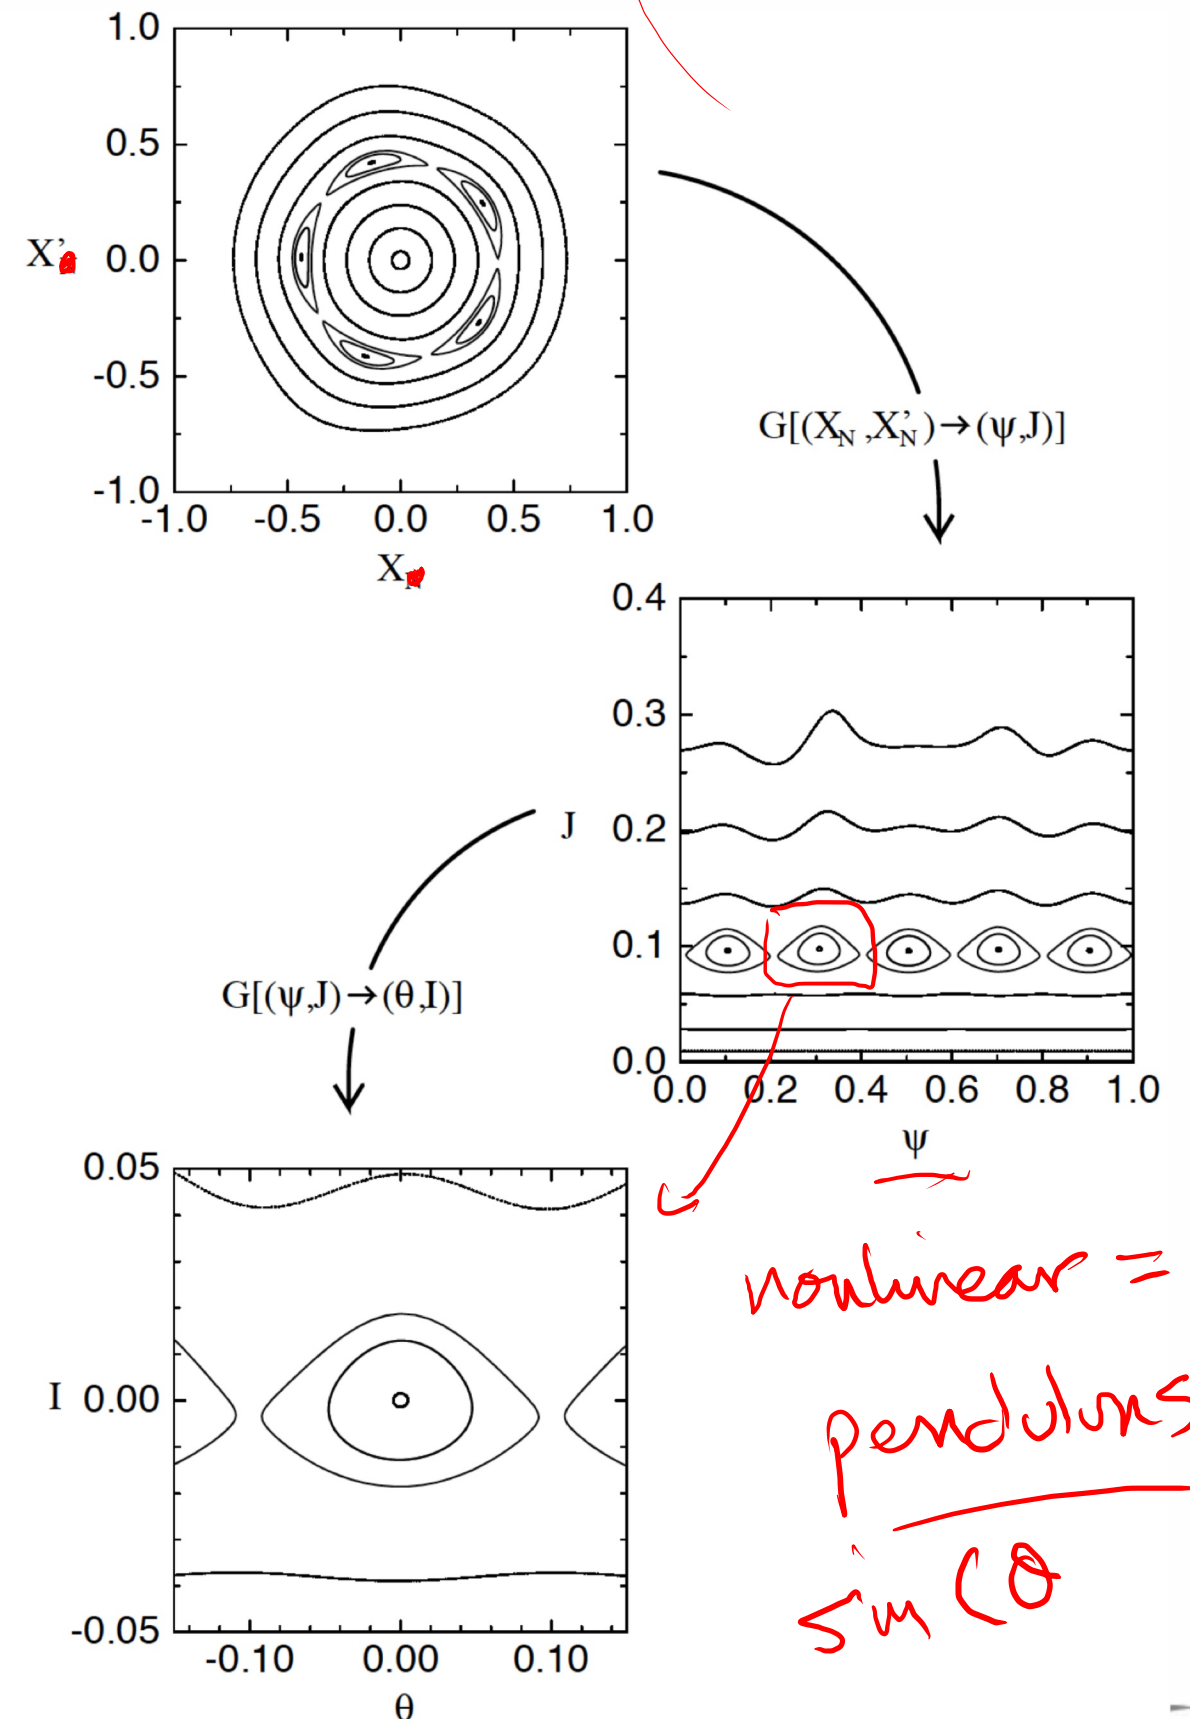 1.0
0.5
X' 0.0
-0.5
-1.0
-1.0 -0.5 0.0 0.5 1.0
X
G[(X_N ,X'_N )→(ψ,J)]
0.4
0.3
J 0.2
0.1
0.0
0.0 0.2 0.4 0.6 0.8 1.0
ψ
G[(ψ,J)→(θ,I)]
0.05
I 0.00
-0.05
-0.10 0.00 0.10
θ
nonlinear =
pendulums
sin (θ